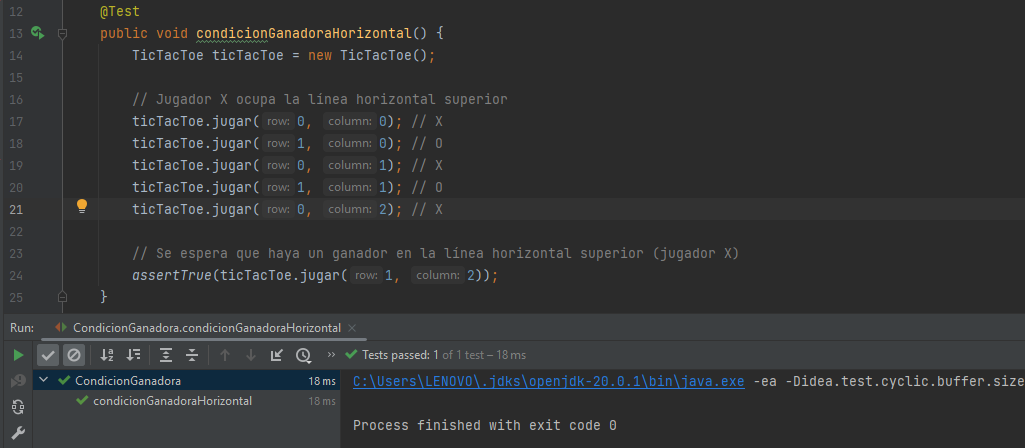 12 @Test
13 public void condicionGanadoraHorizontal() {
14 TicTacToe ticTacToe = new TicTacToe();
15
16 // Jugador X ocupa la línea horizontal superior
17 ticTacToe.jugar( row: 0, column: 0); // X
18 ticTacToe.jugar( row: 1, column: 0); // O
19 ticTacToe.jugar( row: 0, column: 1); // X
20 ticTacToe.jugar( row: 1, column: 1); // O
21 ticTacToe.jugar( row: 0, column: 2); // X
22
23 // Se espera que haya un ganador en la línea horizontal superior (jugador X)
24 assertTrue(ticTacToe.jugar( row: 1, column: 2));
25 }
Run: CondicionGanadora.condicionGanadoraHorizontal ×
» Tests passed: 1 of 1 test – 18 ms
CondicionGanadora 18 ms
condicionGanadoraHorizontal 18 ms
C:\Users\LENOVO\.jdks\openjdk-20.0.1\bin\java.exe -ea -Didea.test.cyclic.buffer.size
Process finished with exit code 0